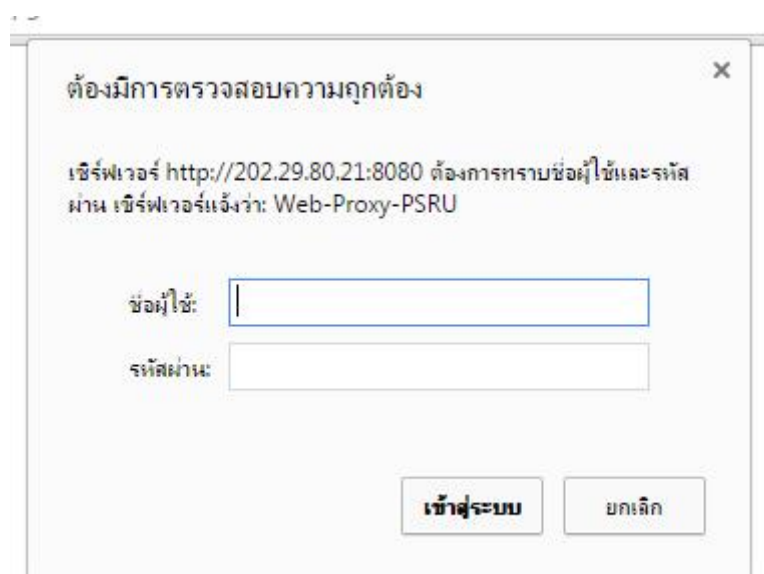 ต้องมีการตรวจสอบความถูกต้อง
เซิร์ฟเวอร์ http://202.29.80.21:8080 ต้องการทราบชื่อผู้ใช้และรหัส
ผ่าน เซิร์ฟเวอร์แจ้งว่า: Web-Proxy-PSRU
ชื่อผู้ใช้:
รหัสผ่าน:
เข้าสู่ระบบ ยกเลิก